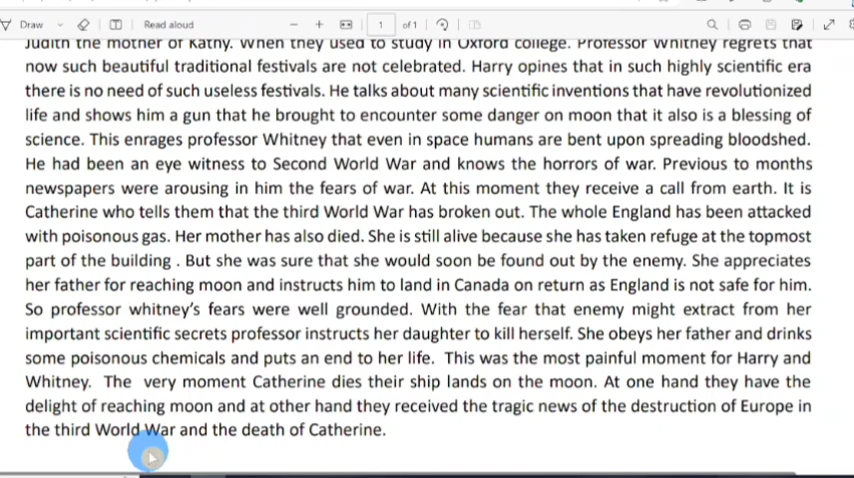 Draw
Read aloud
1 of 1
Judith the mother of Kathy. When they used to study in Oxford college. Professor Whitney regrets that
now such beautiful traditional festivals are not celebrated. Harry opines that in such highly scientific era
there is no need of such useless festivals. He talks about many scientific inventions that have revolutionized
life and shows him a gun that he brought to encounter some danger on moon that it also is a blessing of
science. This enrages professor Whitney that even in space humans are bent upon spreading bloodshed.
He had been an eye witness to Second World War and knows the horrors of war. Previous to months
newspapers were arousing in him the fears of war. At this moment they receive a call from earth. It is
Catherine who tells them that the third World War has broken out. The whole England has been attacked
with poisonous gas. Her mother has also died. She is still alive because she has taken refuge at the topmost
part of the building . But she was sure that she would soon be found out by the enemy. She appreciates
her father for reaching moon and instructs him to land in Canada on return as England is not safe for him.
So professor whitney's fears were well grounded. With the fear that enemy might extract from her
important scientific secrets professor instructs her daughter to kill herself. She obeys her father and drinks
some poisonous chemicals and puts an end to her life. This was the most painful moment for Harry and
Whitney. The very moment Catherine dies their ship lands on the moon. At one hand they have the
delight of reaching moon and at other hand they received the tragic news of the destruction of Europe in
the third World War and the death of Catherine.